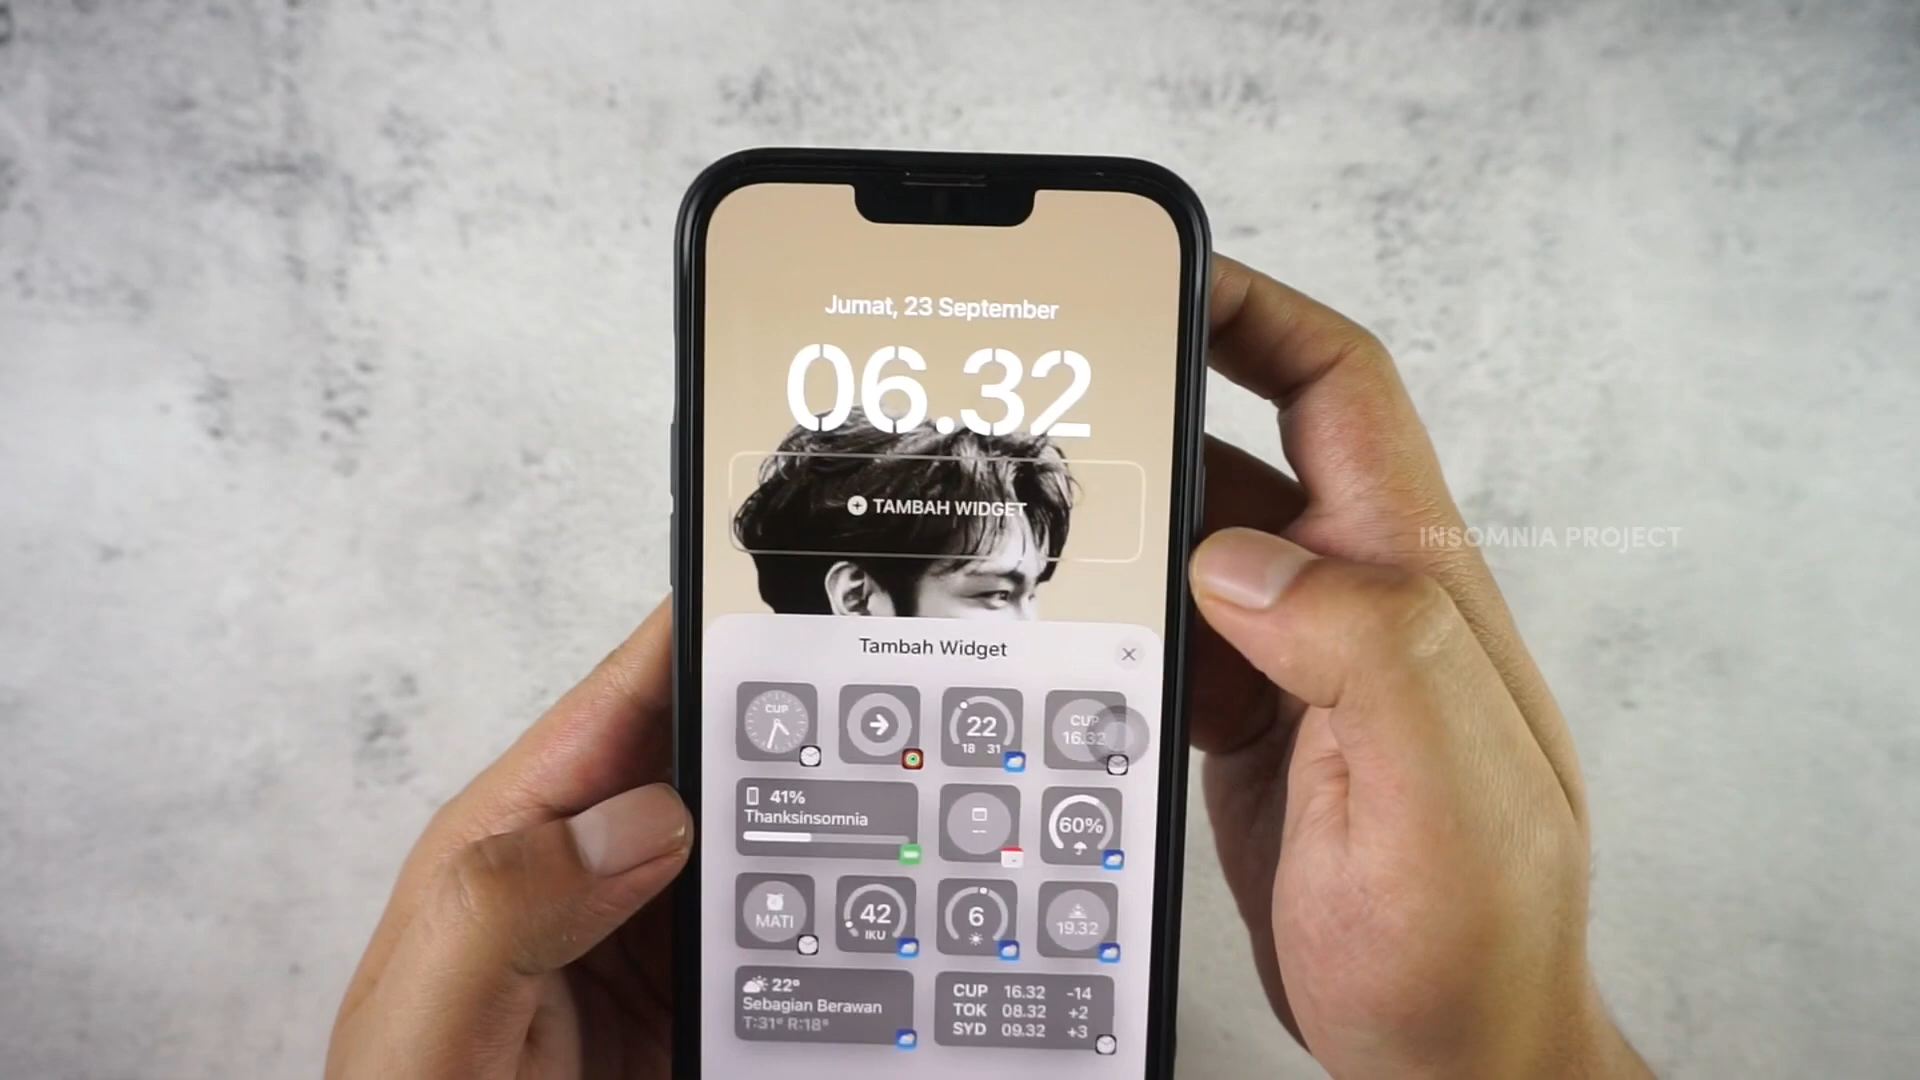 Jumat, 23 September
06.32
TAMBAH WIDGET
INSOMNIA PROJECT
Tambah Widget
CUP
22
18 31
CUP
16.32
41%
Thanksinsomnia
--
60%
MATI
42
IKU
6
19.32
22°
Sebagian Berawan
T:31° R:18°
CUP 16.32 -14
TOK 08.32 +2
SYD 09.32 +3